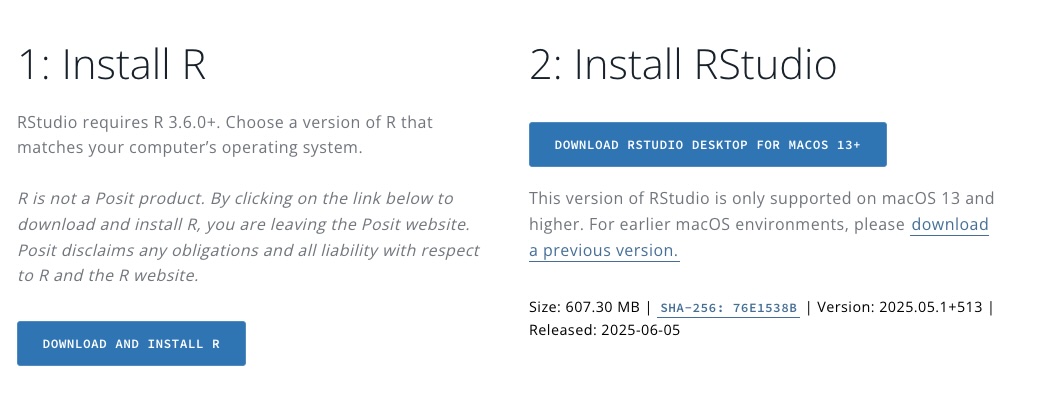 1: Install R
RStudio requires R 3.6.0+. Choose a version of R that
matches your computer’s operating system.
R is not a Posit product. By clicking on the link below to
download and install R, you are leaving the Posit website.
Posit disclaims any obligations and all liability with respect
to R and the R website.
DOWNLOAD AND INSTALL R
2: Install RStudio
DOWNLOAD RSTUDIO DESKTOP FOR MACOS 13+
This version of RStudio is only supported on macOS 13 and
higher. For earlier macOS environments, please download
a previous version.
Size: 607.30 MB | SHA-256: 76E1538B | Version: 2025.05.1+513 |
Released: 2025-06-05